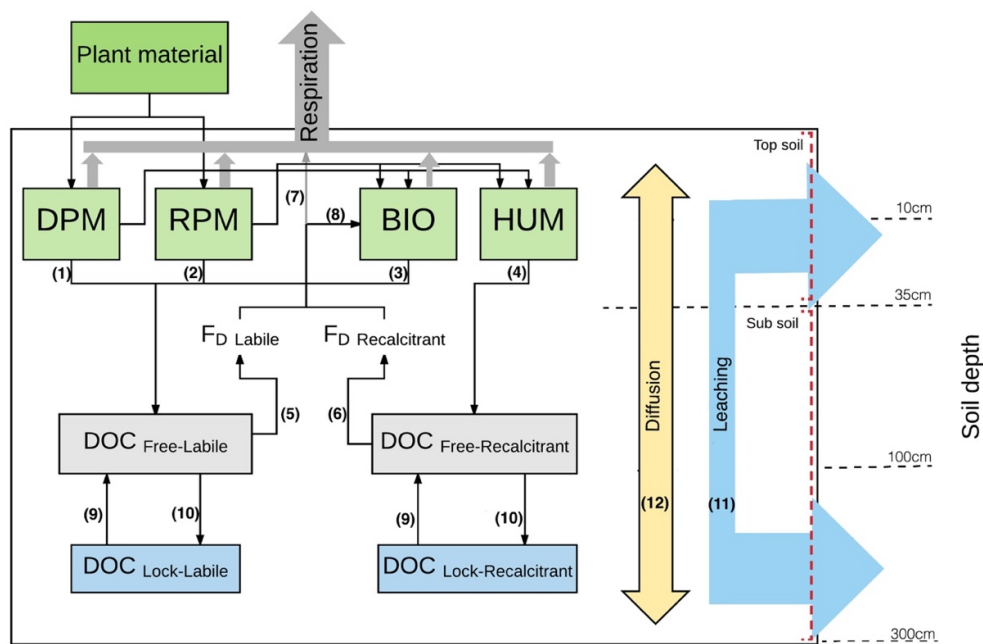 Plant material
Respiration
Top soil
DPM
RPM
BIO
HUM
(7)
(8)
10cm
(1)
(2)
(3)
(4)
35cm
Sub soil
F D Labile
F D Recalcitrant
Diffusion
Leaching
Soil depth
(5)
(6)
DOC Free-Labile
DOC Free-Recalcitrant
100cm
(9)
(10)
(9)
(10)
(12)
(11)
DOC Lock-Labile
DOC Lock-Recalcitrant
300cm